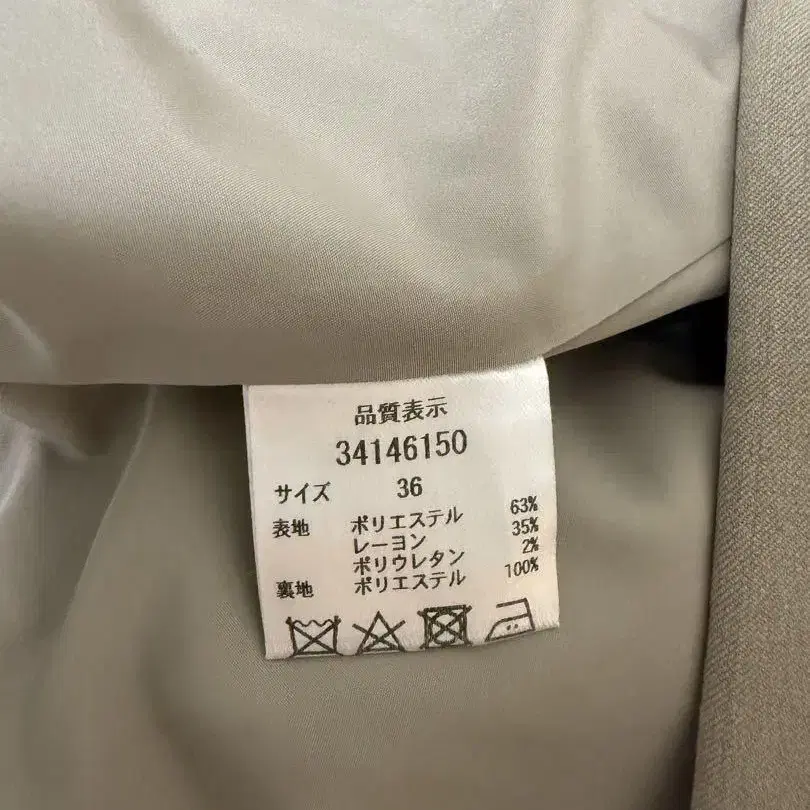 品質表示
34146150
サイズ 36
表地 ポリエステル 63%
レーヨン 35%
ポリウレタン 2%
裏地 ポリエステル 100%